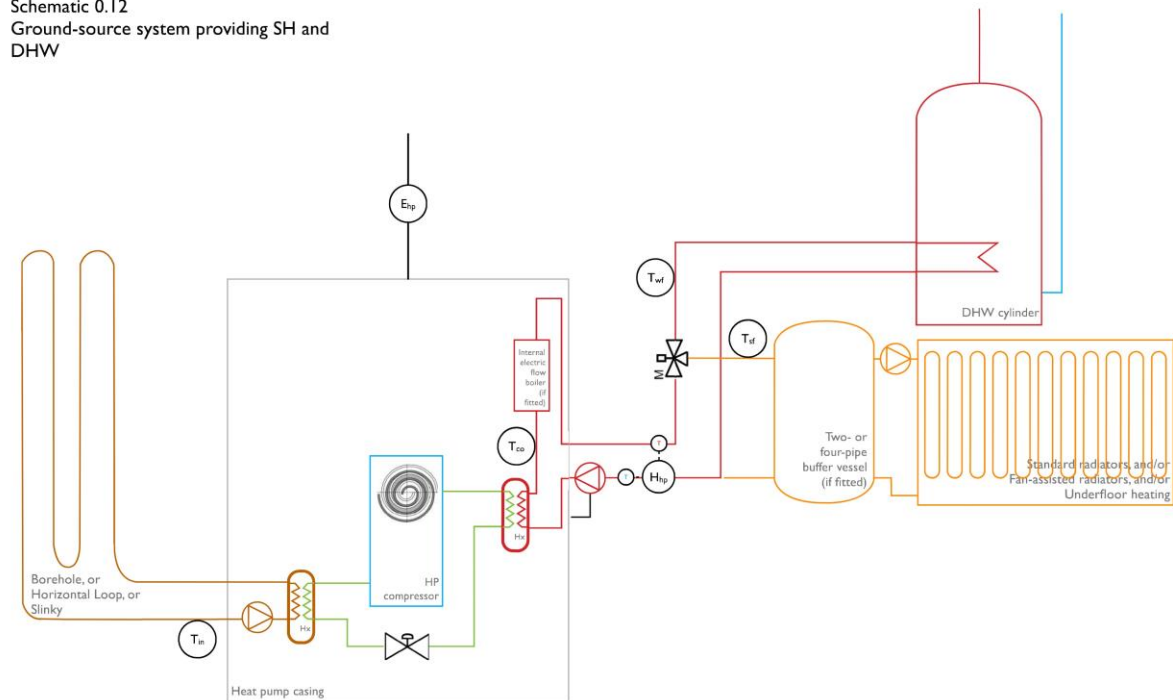 Schematic 0.12
Ground-source system providing SH and
DHW
Ehp
Twf
DHW cylinder
Tsf
Internal
electric
flow
boiler
(if
fitted)
M
Tco
T
T
Hhp
Two- or
four-pipe
buffer vessel
(if fitted)
Standard radiators, and/or
Fan-assisted radiators, and/or
Underfloor heating
Hx
HP
compressor
Borehole, or
Horizontal Loop, or
Slinky
Hx
Tin
Heat pump casing